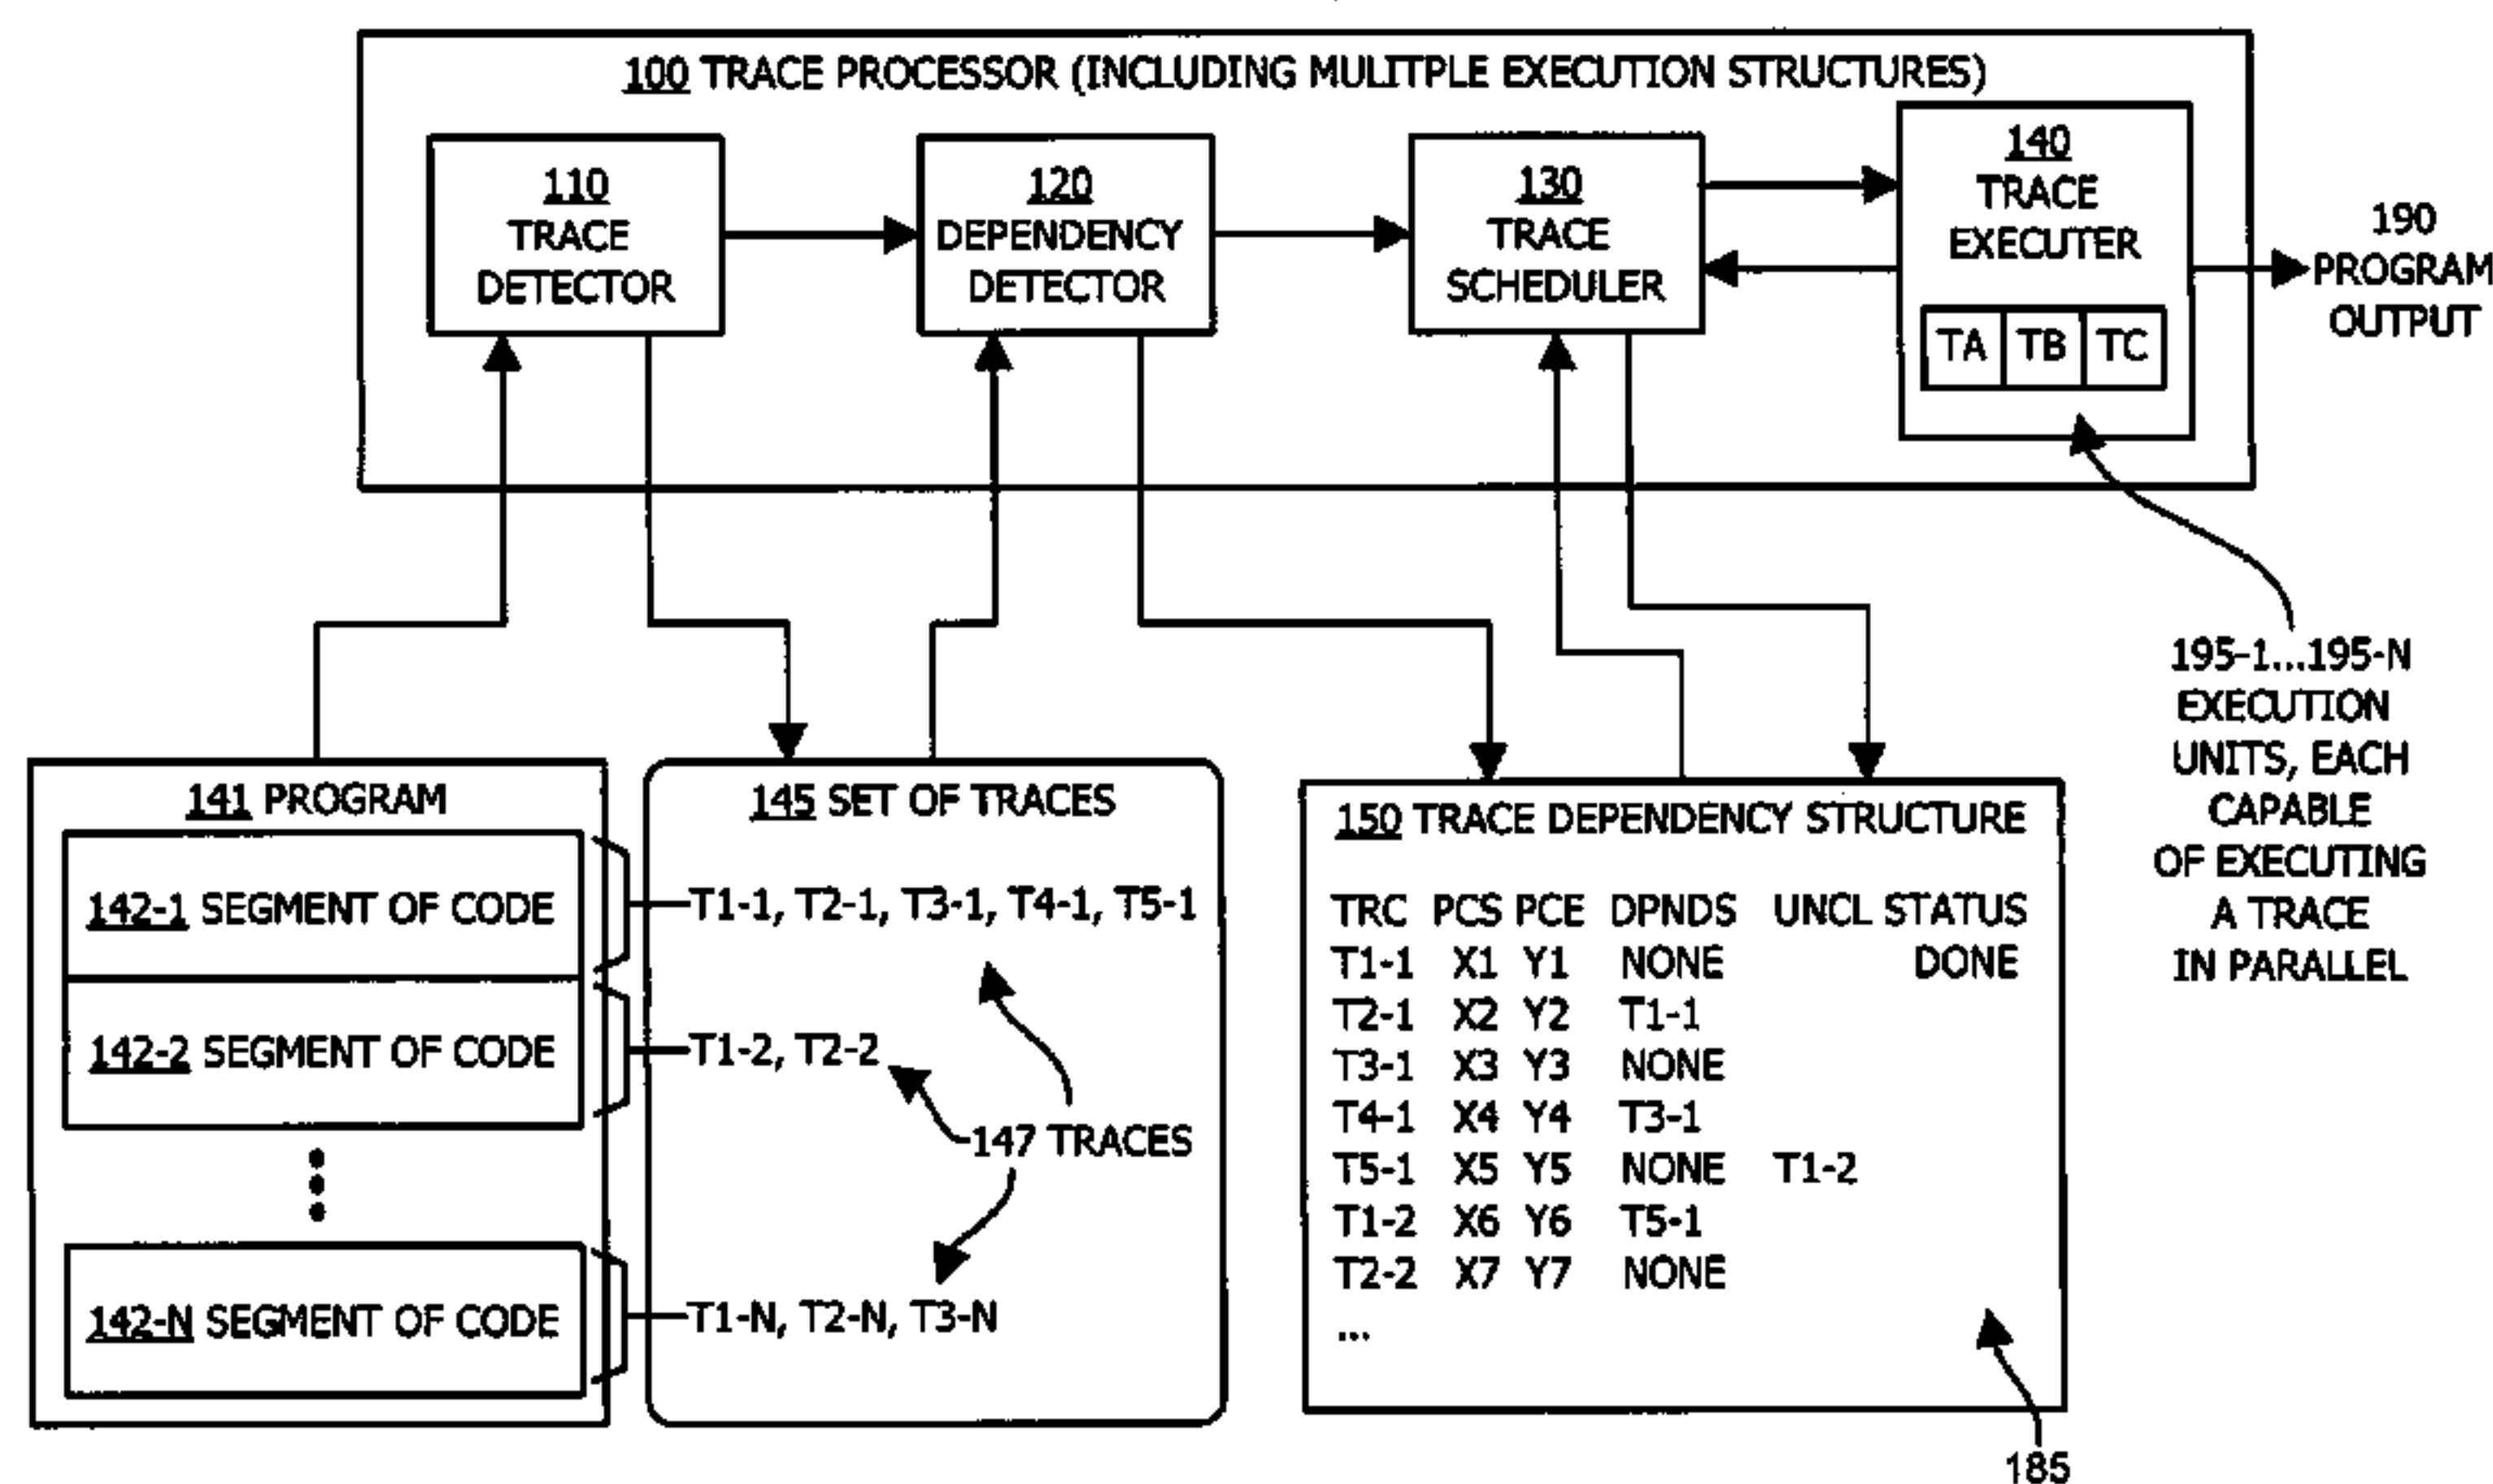 100 TRACE PROCESSOR (INCLUDING MULITPLE EXECUTION STRUCTURES)
110
TRACE
DETECTOR
120
DEPENDENCY
DETECTOR
130
TRACE
SCHEDULER
140
TRACE
EXECUTER
TA TB TC
190
PROGRAM
OUTPUT
195-1...195-N
EXECUTION
UNITS, EACH
CAPABLE
OF EXECUTING
A TRACE
IN PARALLEL
141 PROGRAM
142-1 SEGMENT OF CODE
142-2 SEGMENT OF CODE
142-N SEGMENT OF CODE
145 SET OF TRACES
T1-1, T2-1, T3-1, T4-1, T5-1
T1-2, T2-2
147 TRACES
T1-N, T2-N, T3-N
150 TRACE DEPENDENCY STRUCTURE
TRC PCS PCE DPNDS UNCL STATUS
T1-1 X1 Y1 NONE DONE
T2-1 X2 Y2 T1-1
T3-1 X3 Y3 NONE
T4-1 X4 Y4 T3-1
T5-1 X5 Y5 NONE T1-2
T1-2 X6 Y6 T5-1
T2-2 X7 Y7 NONE
...
185